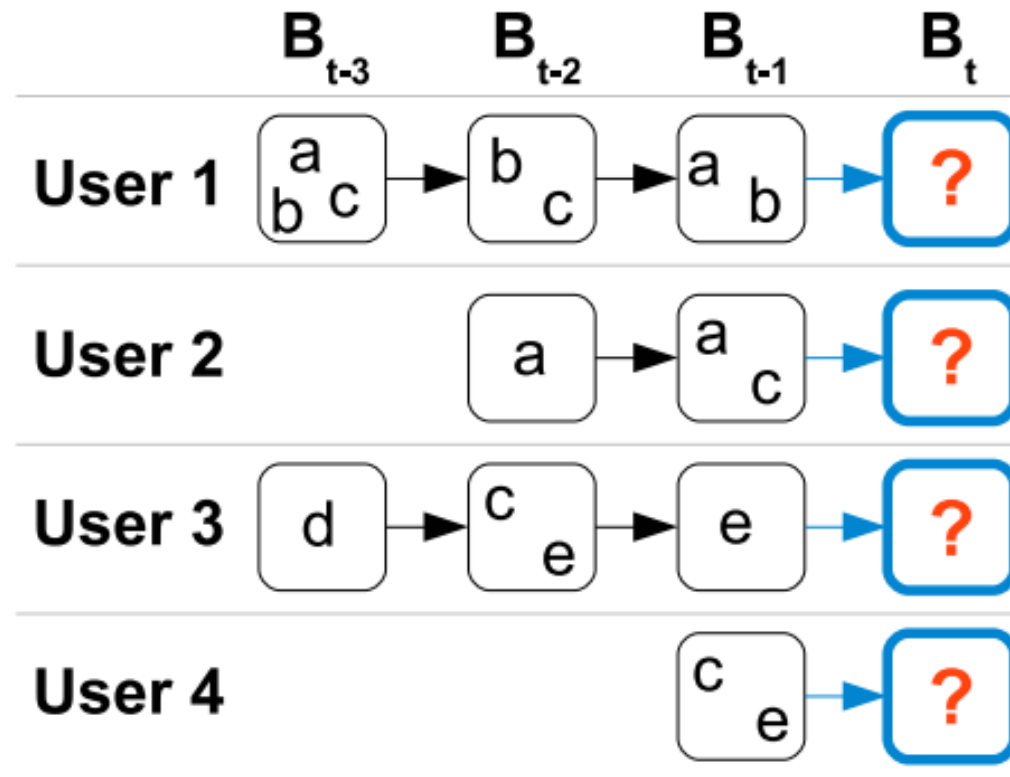 B t-3 B t-2 B t-1 B t
User 1 a b c b c a b ?
User 2 a a c ?
User 3 d c e e ?
User 4 c e ?